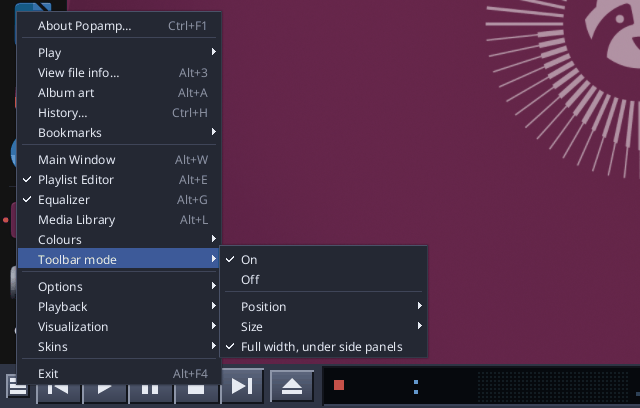 About Popamp... Ctrl+F1
Play
View file info... Alt+3
Album art Alt+A
History... Ctrl+H
Bookmarks
Main Window Alt+W
Playlist Editor Alt+E
Equalizer Alt+G
Media Library Alt+L
Colours
Toolbar mode
On
Off
Position
Size
Full width, under side panels
Options
Playback
Visualization
Skins
Exit Alt+F4